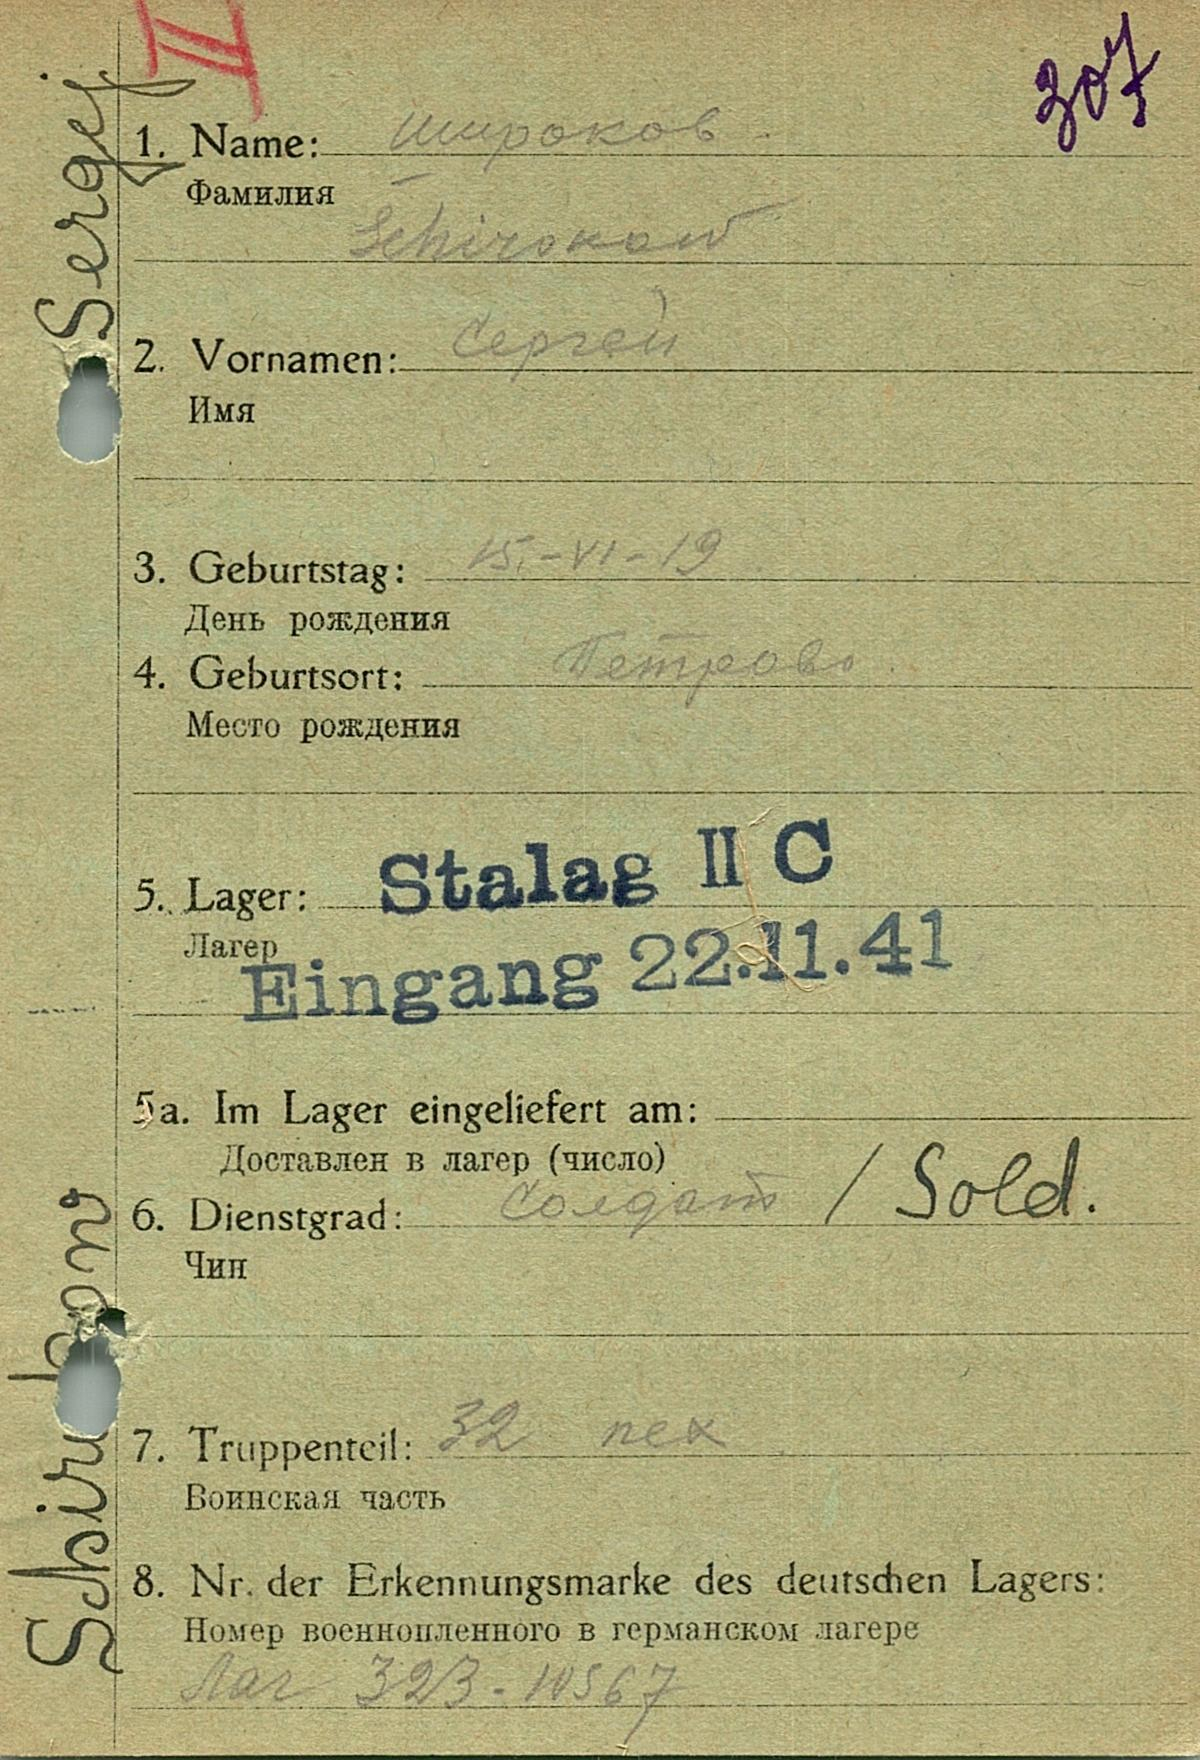 II
307
Sergej
1. Name: Широков
Фамилия
Schirokow
2. Vornamen: Сергей
Имя
3. Geburtstag: 15.-VI-19
День рождения
4. Geburtsort: Петрово.
Место рождения
5. Lager: Stalag II C
Лагер
Eingang 22.11.41
5a. Im Lager eingeliefert am:
Доставлен в лагер (число)
6. Dienstgrad: Солдат / Sold.
Чин
7. Truppenteil: 32 пех
Воинская часть
8. Nr. der Erkennungsmarke des deutschen Lagers:
Номер военнопленного в германском лагере
Лаг 323-10567